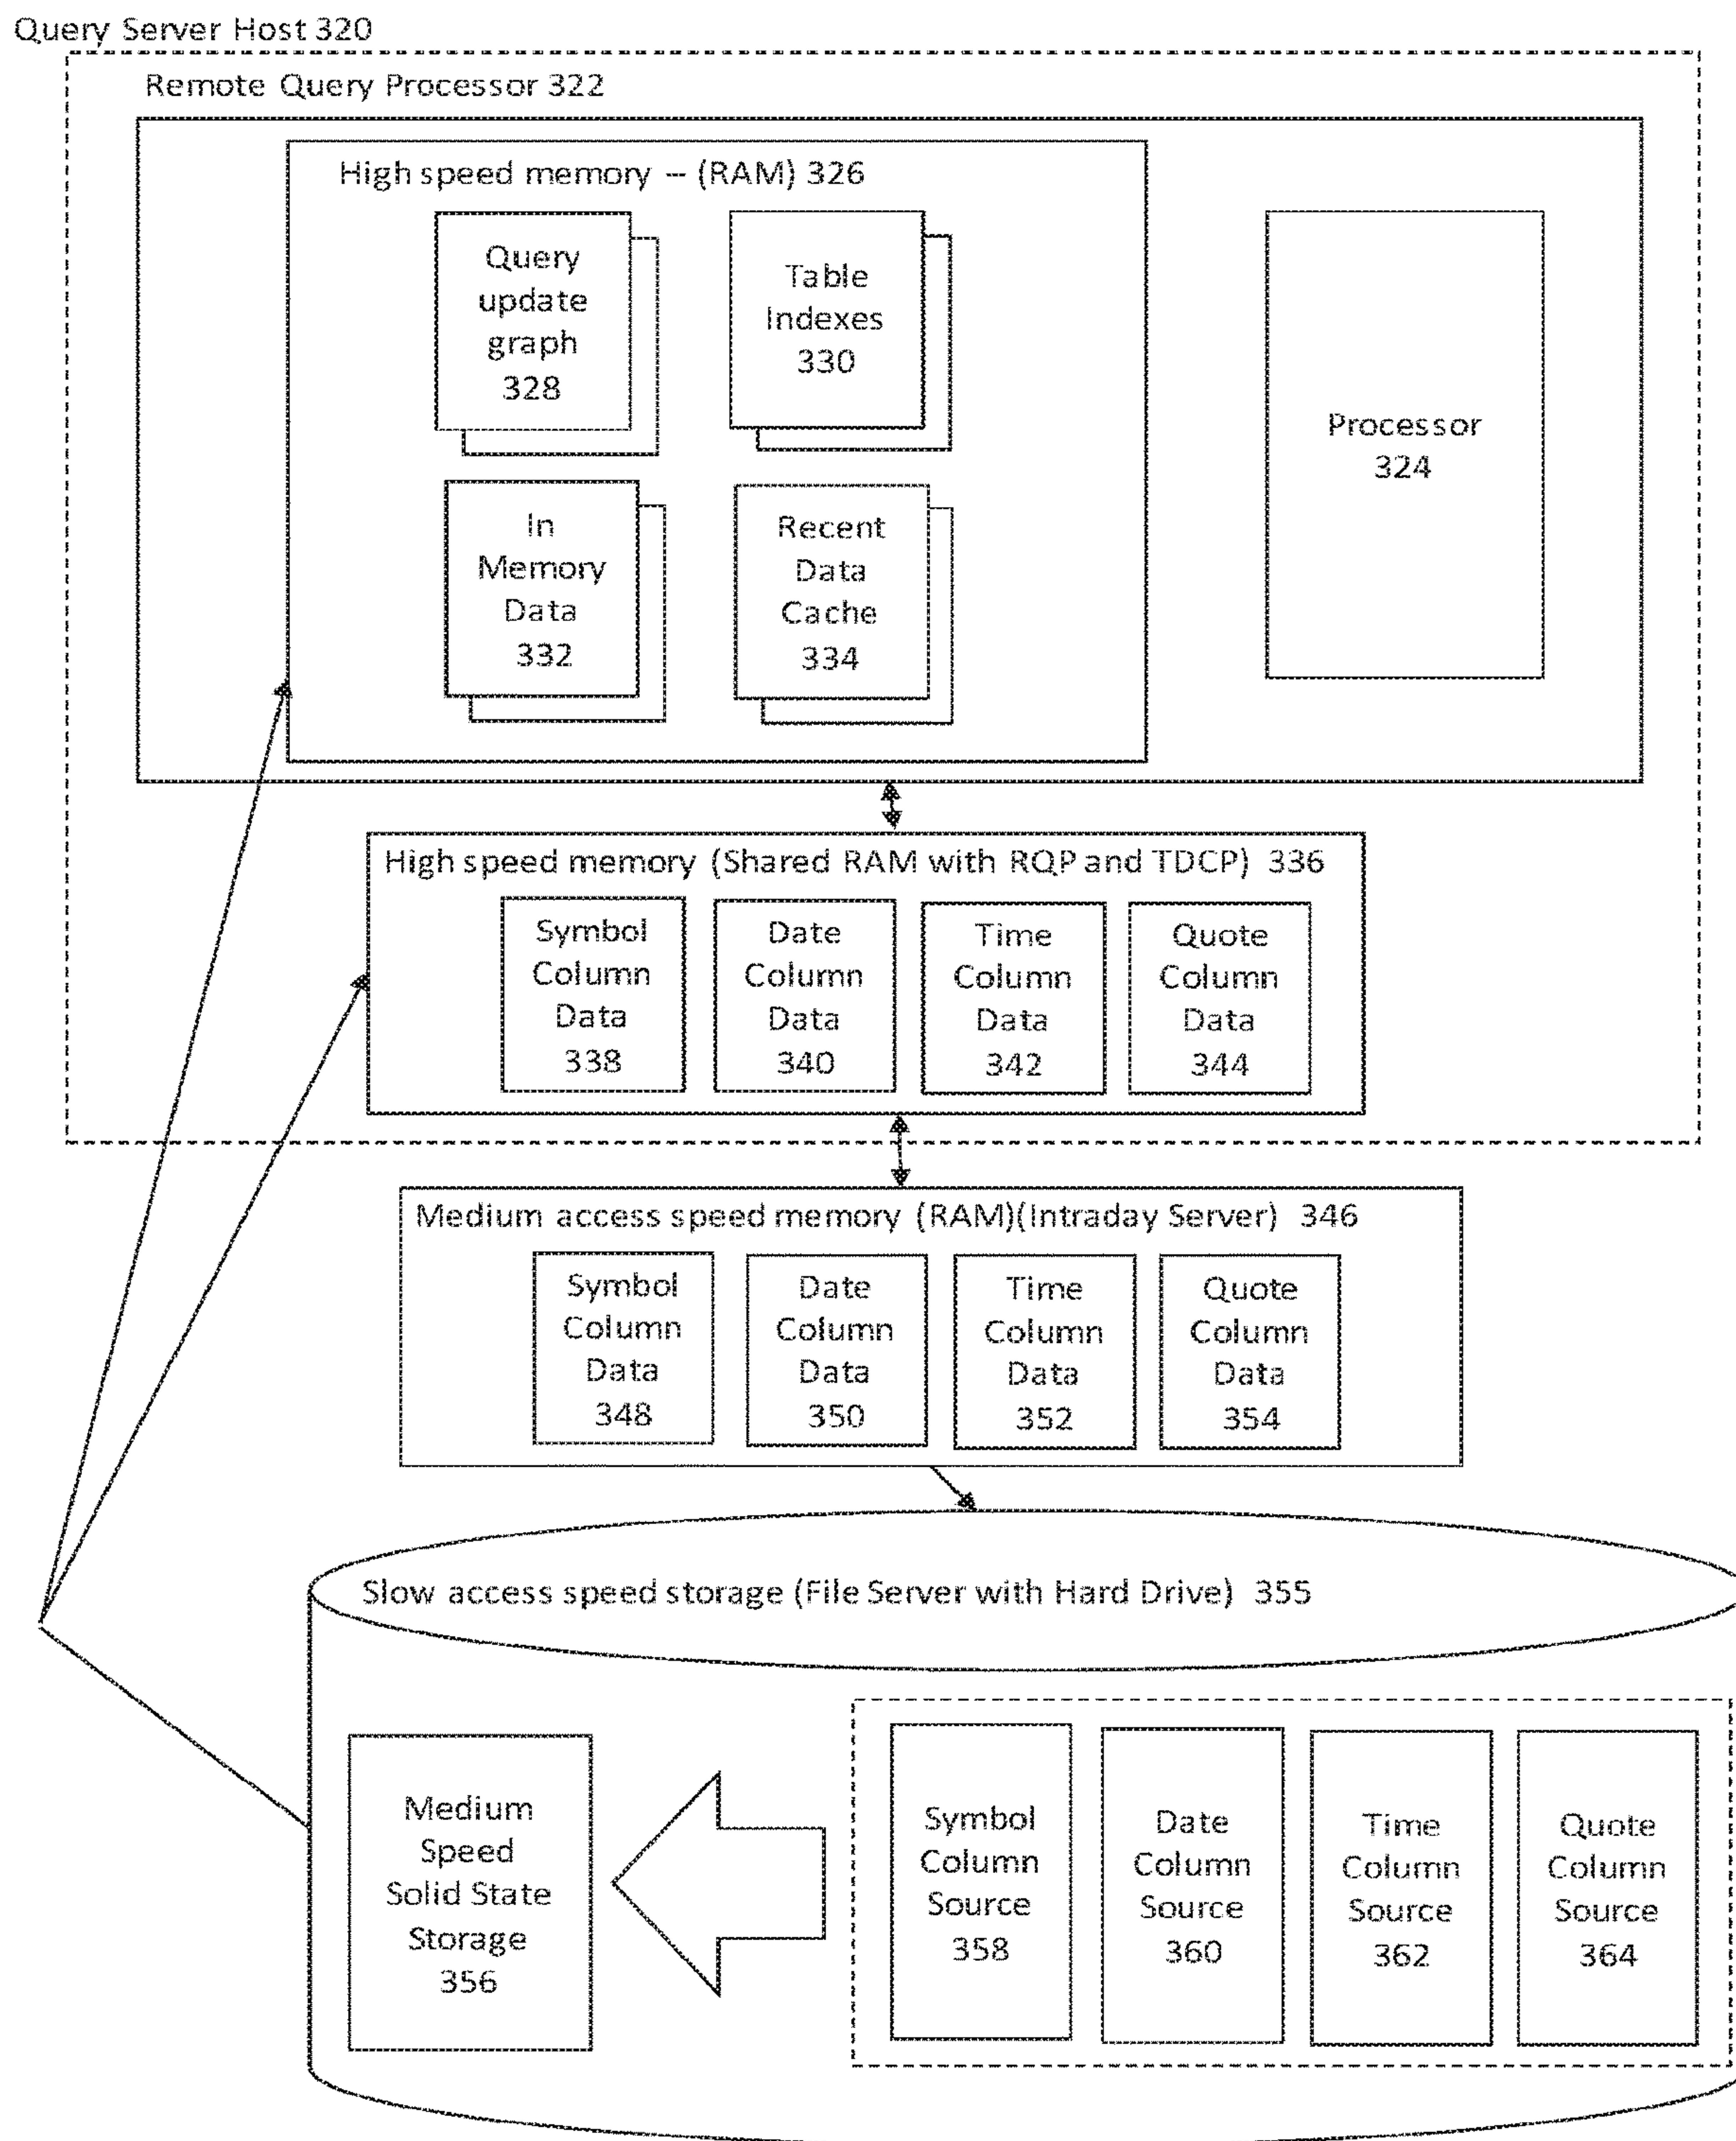 Query Server Host 320
Remote Query Processor 322
High speed memory -- (RAM) 326
Query
update
graph
328
Table
Indexes
330
Processor
324
In
Memory
Data
332
Recent
Data
Cache
334
High speed memory (Shared RAM with RQP and TDCP) 336
Symbol
Column
Data
338
Date
Column
Data
340
Time
Column
Data
342
Quote
Column
Data
344
Medium access speed memory (RAM)(Intraday Server) 346
Symbol
Column
Data
348
Date
Column
Data
350
Time
Column
Data
352
Quote
Column
Data
354
Slow access speed storage (File Server with Hard Drive) 355
Medium
Speed
Solid State
Storage
356
Symbol
Column
Source
358
Date
Column
Source
360
Time
Column
Source
362
Quote
Column
Source
364